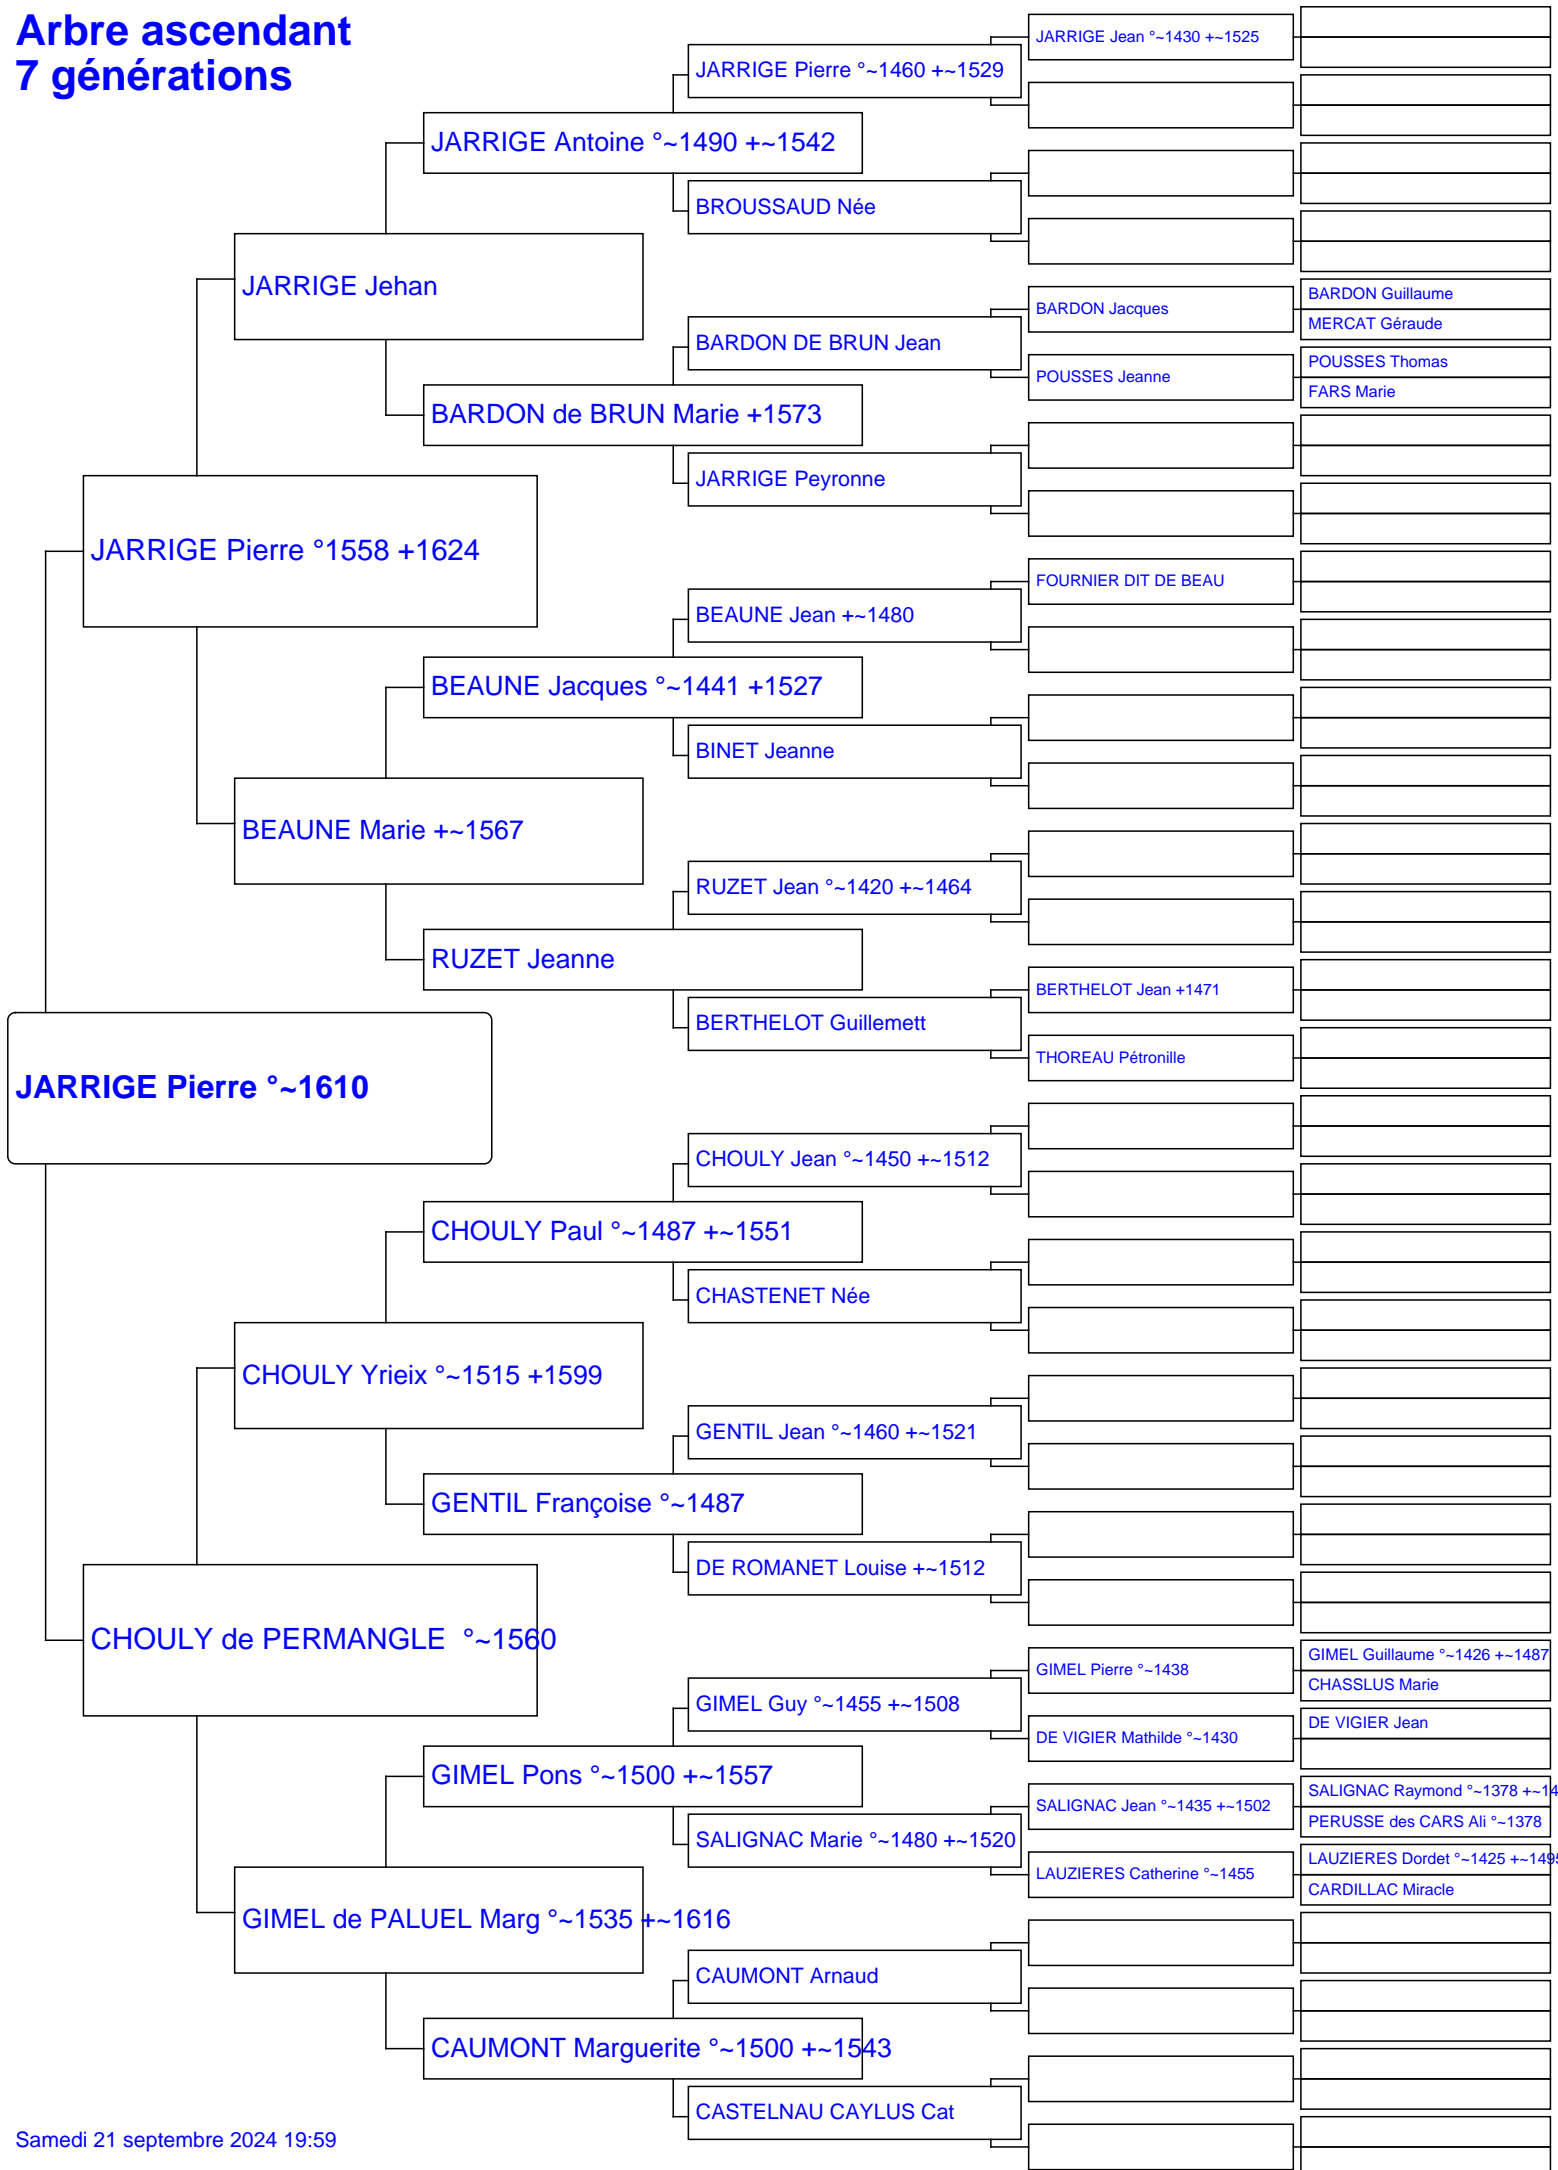 Arbre ascendant
7 générations
JARRIGE Pierre °~1610
JARRIGE Pierre °1558 +1624
CHOULY de PERMANGLE  °~1560
JARRIGE Jehan
BEAUNE Marie +~1567
CHOULY Yrieix °~1515 +1599
GIMEL de PALUEL Marg °~1535 +~1616
JARRIGE Antoine °~1490 +~1542
BARDON de BRUN Marie +1573
BEAUNE Jacques °~1441 +1527
RUZET Jeanne
CHOULY Paul °~1487 +~1551
GENTIL Françoise °~1487
GIMEL Pons °~1500 +~1557
CAUMONT Marguerite °~1500 +~1543
JARRIGE Pierre °~1460 +~1529
BROUSSAUD Née
BARDON DE BRUN Jean
JARRIGE Peyronne
BEAUNE Jean +~1480
BINET Jeanne
RUZET Jean °~1420 +~1464
BERTHELOT Guillemett
CHOULY Jean °~1450 +~1512
CHASTENET Née
GENTIL Jean °~1460 +~1521
DE ROMANET Louise +~1512
GIMEL Guy °~1455 +~1508
SALIGNAC Marie °~1480 +~1520
CAUMONT Arnaud
CASTELNAU CAYLUS Cat
JARRIGE Jean °~1430 +~1525
BARDON Jacques
POUSSES Jeanne
FOURNIER DIT DE BEAU
BERTHELOT Jean +1471
THOREAU Pétronille
GIMEL Pierre °~1438
DE VIGIER Mathilde °~1430
SALIGNAC Jean °~1435 +~1502
LAUZIERES Catherine °~1455
BARDON Guillaume
MERCAT Géraude
POUSSES Thomas
FARS Marie
GIMEL Guillaume °~1426 +~1487
CHASSLUS Marie
DE VIGIER Jean
SALIGNAC Raymond °~1378 +~14
PERUSSE des CARS Ali °~1378
LAUZIERES Dordet °~1425 +~1495
CARDILLAC Miracle
Samedi 21 septembre 2024 19:59